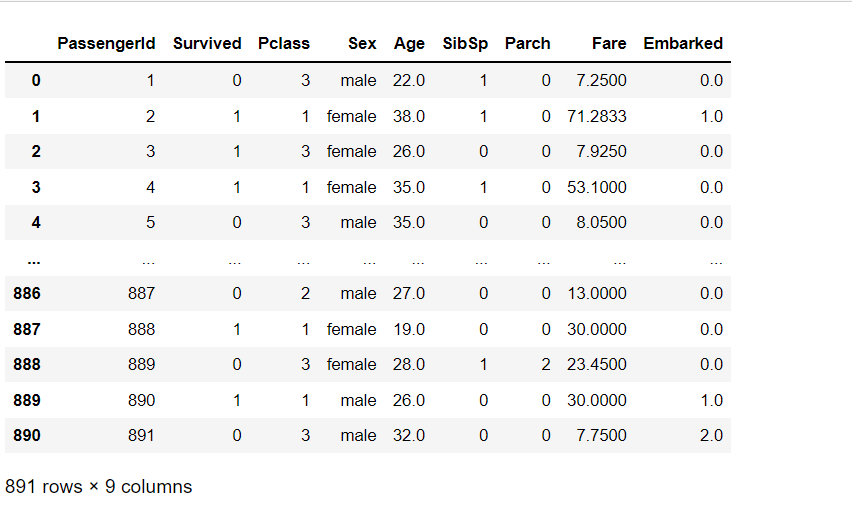 PassengerId Survived Pclass Sex Age SibSp Parch Fare Embarked
0 1 0 3 male 22.0 1 0 7.2500 0.0
1 2 1 1 female 38.0 1 0 71.2833 1.0
2 3 1 3 female 26.0 0 0 7.9250 0.0
3 4 1 1 female 35.0 1 0 53.1000 0.0
4 5 0 3 male 35.0 0 0 8.0500 0.0
... ... ... ... ... ... ... ... ... ...
886 887 0 2 male 27.0 0 0 13.0000 0.0
887 888 1 1 female 19.0 0 0 30.0000 0.0
888 889 0 3 female 28.0 1 2 23.4500 0.0
889 890 1 1 male 26.0 0 0 30.0000 1.0
890 891 0 3 male 32.0 0 0 7.7500 2.0
891 rows × 9 columns